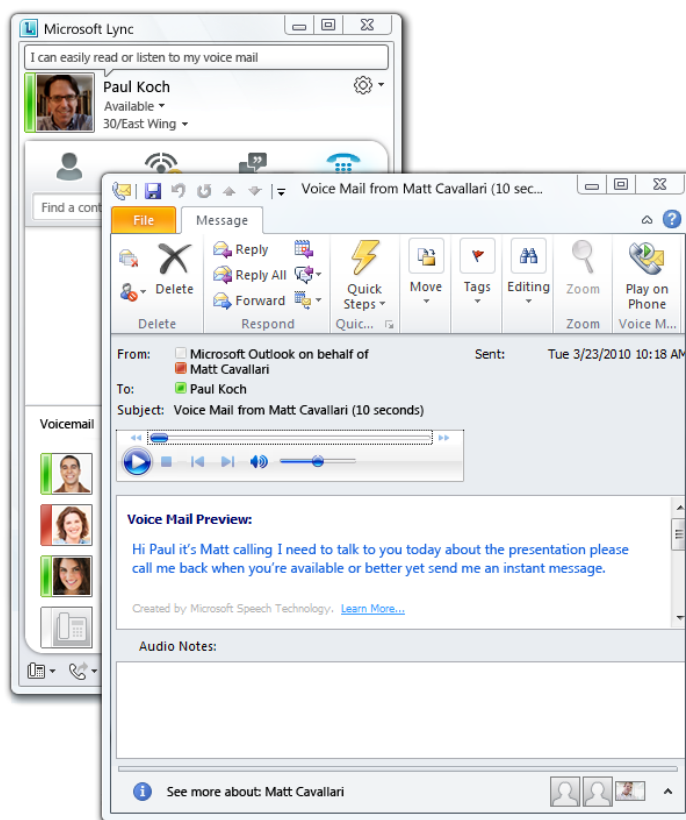 Microsoft Lync
I can easily read or listen to my voice mail
Paul Koch
Available
30/East Wing
Find a cont
Voicemail
Voice Mail from Matt Cavallari (10 sec...
File
Message
Delete
Reply
Reply All
Forward
Quick
Steps
Move
Tags
Editing
Zoom
Play on
Phone
Delete
Respond
Quic...
Zoom
Voice M...
From: Microsoft Outlook on behalf of
Matt Cavallari
Sent: Tue 3/23/2010 10:18 AM
To: Paul Koch
Subject: Voice Mail from Matt Cavallari (10 seconds)
Voice Mail Preview:
Hi Paul it's Matt calling I need to talk to you today about the presentation please
call me back when you're available or better yet send me an instant message.
Created by Microsoft Speech Technology. Learn More...
Audio Notes:
See more about: Matt Cavallari